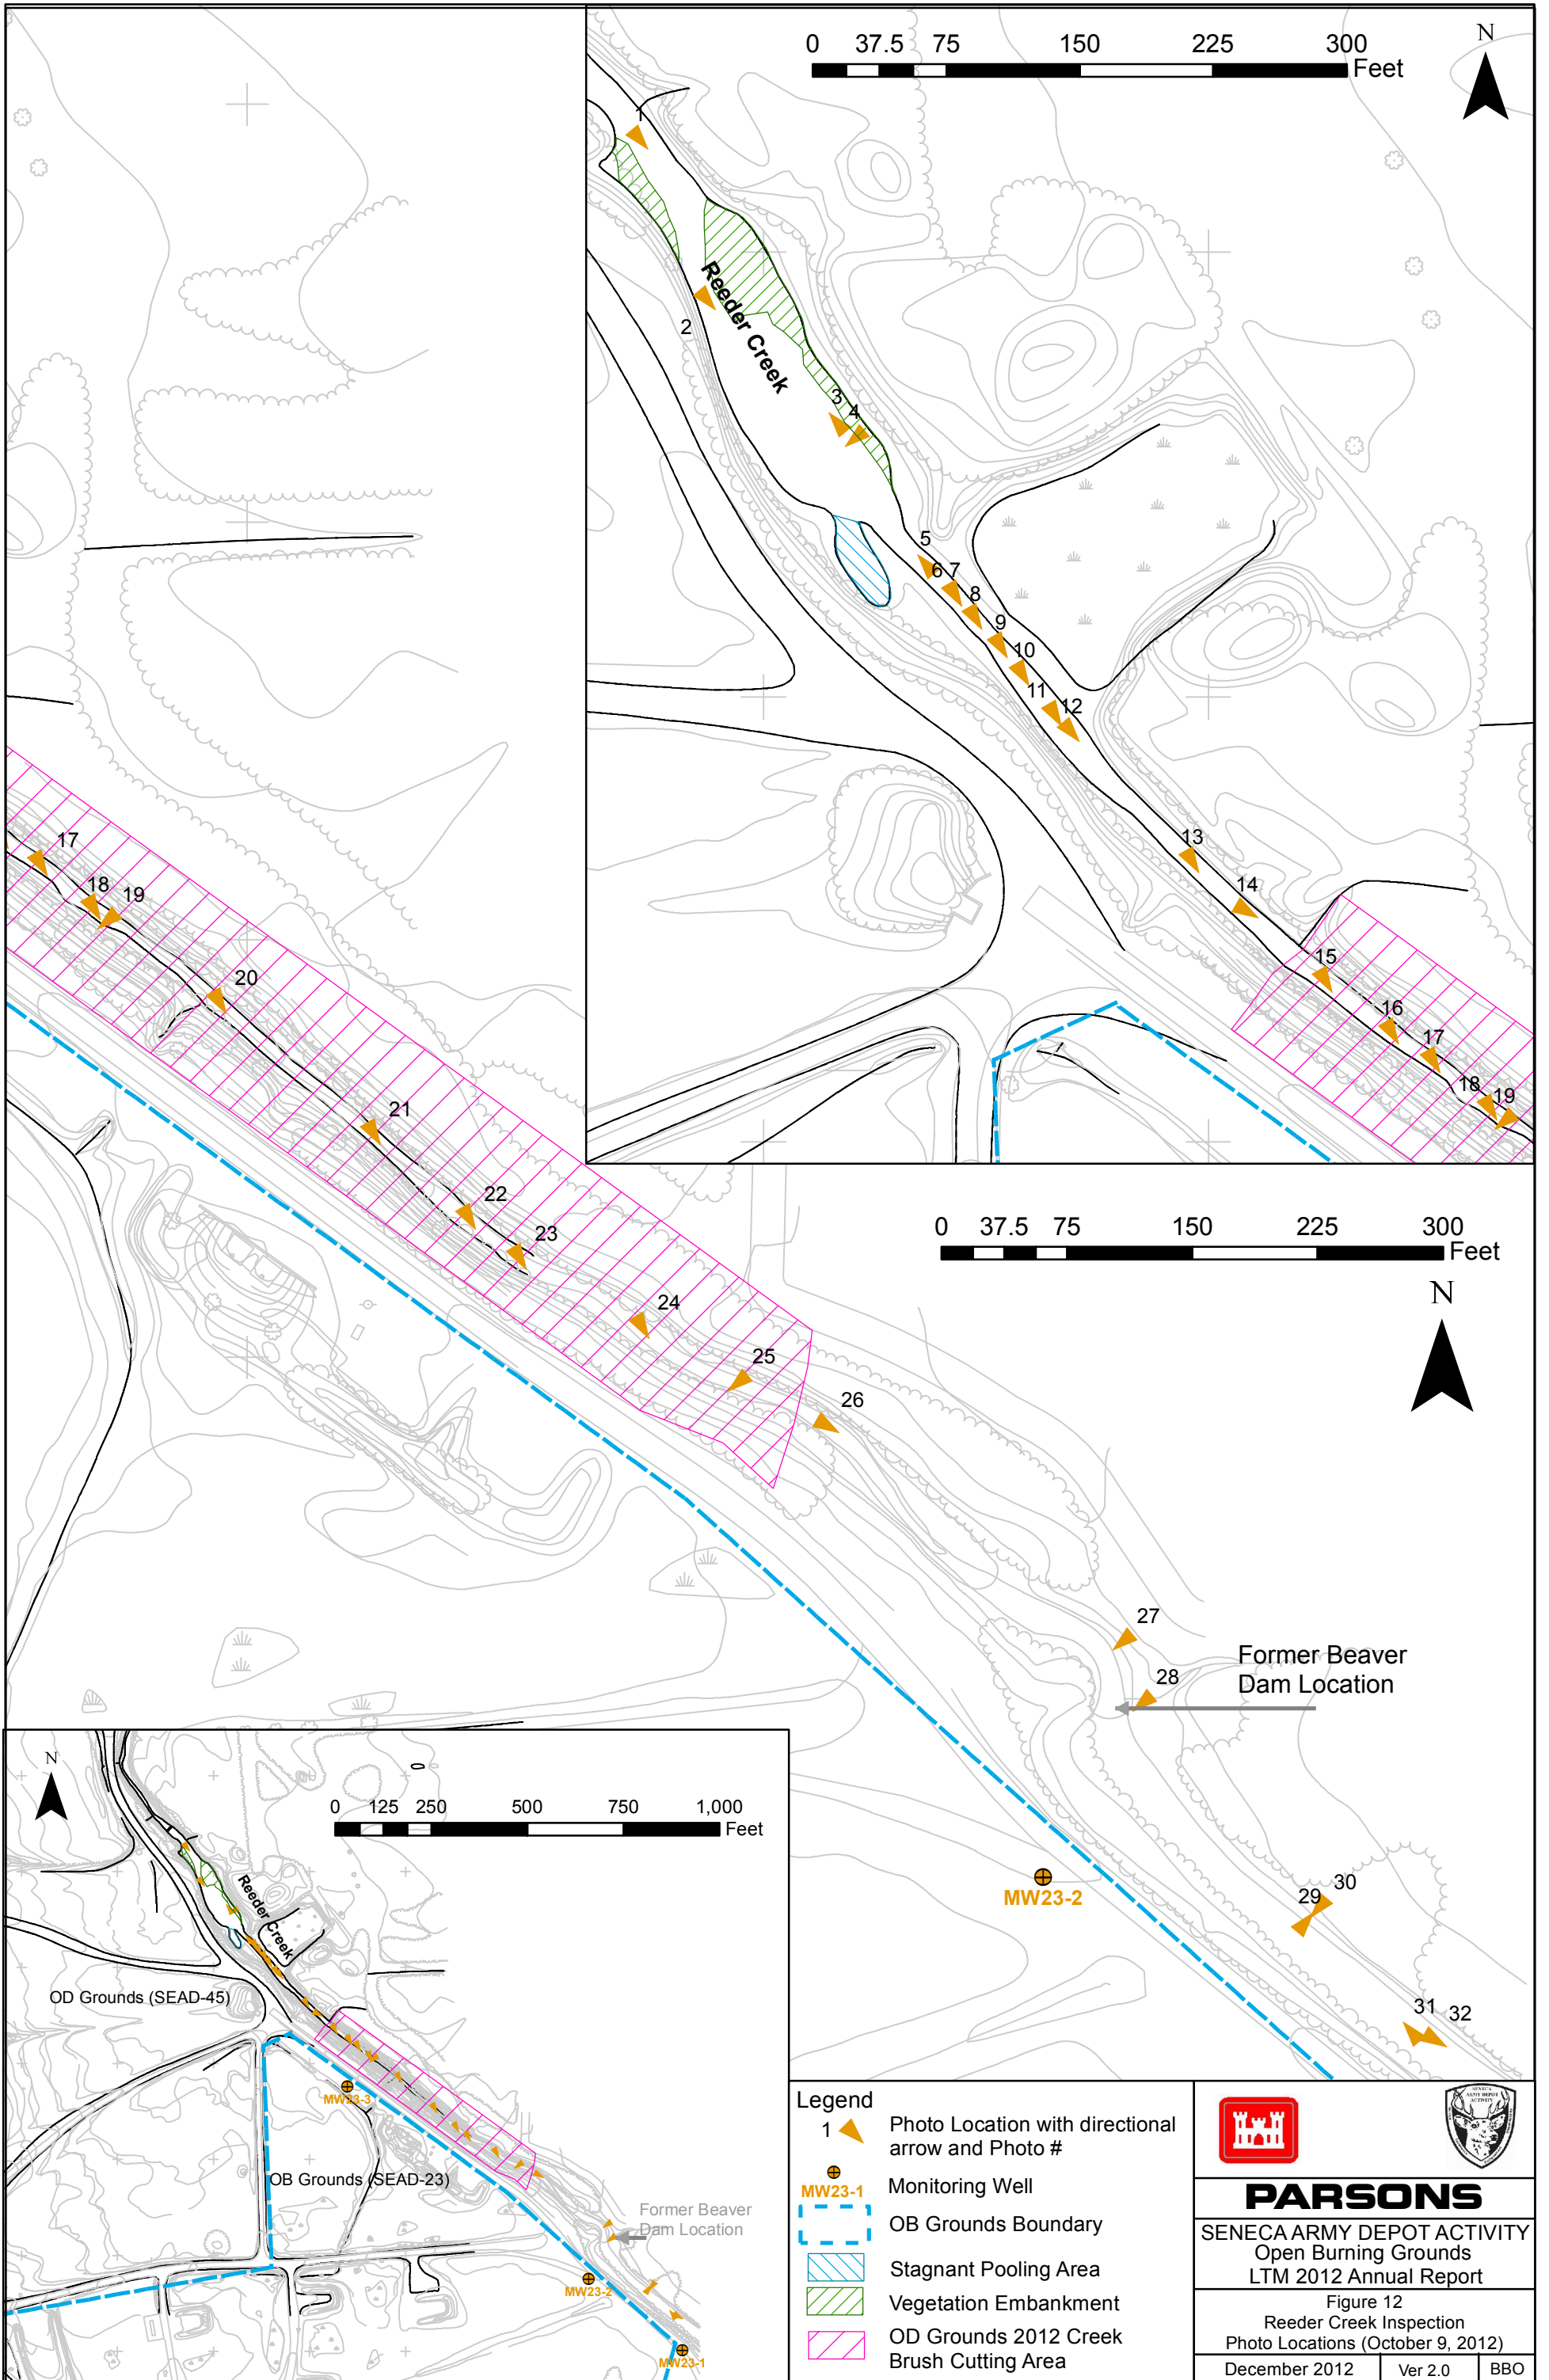 0 37.5 75 150 225 300
Feet
N
1
2
Reeder Creek
3 4
5
6 7
8
9
10
11
12
13
14
15
16
17
18 19
17
18 19
20
21
22
23
24
25
26
0 37.5 75 150 225 300
Feet
N
27
28
Former Beaver
Dam Location
MW23-2
29 30
31 32
N
0 125 250 500 750 1,000
Feet
Reeder Creek
OD Grounds (SEAD-45)
MW23-3
OB Grounds (SEAD-23)
Former Beaver
Dam Location
MW23-2
MW23-1
Legend
1 Photo Location with directional
arrow and Photo #
MW23-1 Monitoring Well
OB Grounds Boundary
Stagnant Pooling Area
Vegetation Embankment
OD Grounds 2012 Creek
Brush Cutting Area
SENECA
ARMY DEPOT
ACTIVITY
PARSONS
SENECA ARMY DEPOT ACTIVITY
Open Burning Grounds
LTM 2012 Annual Report
Figure 12
Reeder Creek Inspection
Photo Locations (October 9, 2012)
December 2012 Ver 2.0 BBO